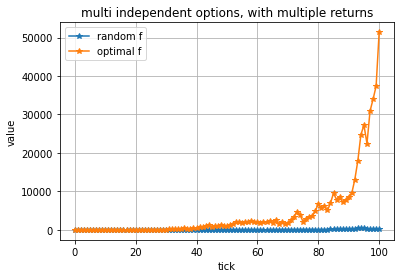 multi independent options, with multiple returns
random f
optimal f
50000
40000
30000
20000
10000
0
value
0 20 40 60 80 100
tick